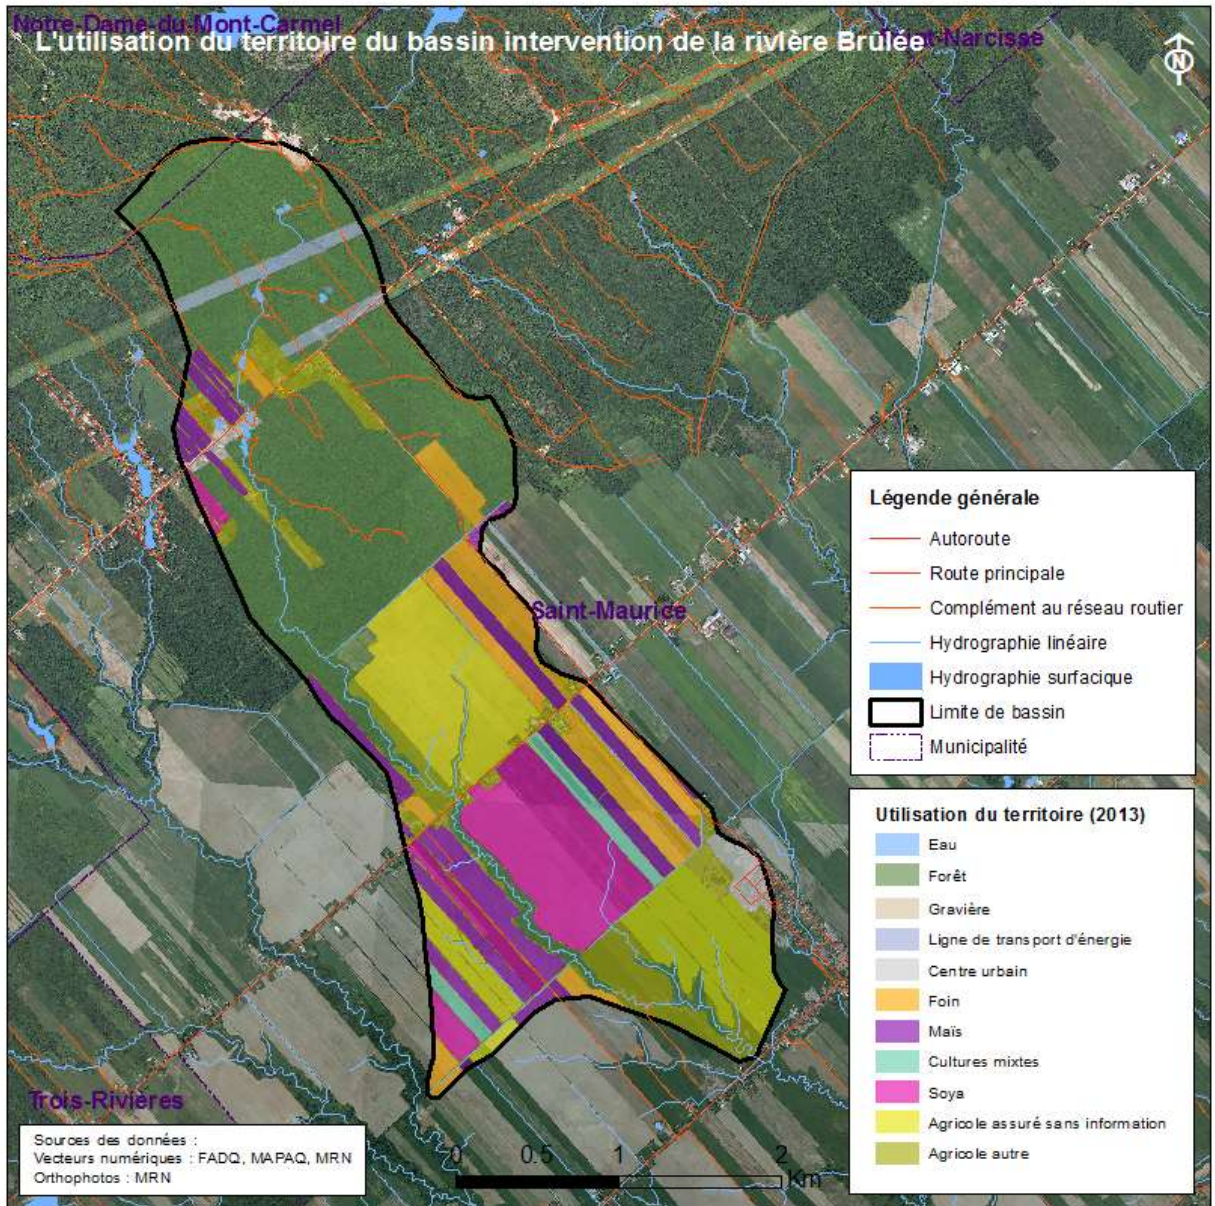 Notre-Dame-du-Mont-Carmel
L'utilisation du territoire du bassin intervention de la rivière Brûlée
Saint-Narcisse
N
Saint-Maurice
Légende générale
Autoroute
Route principale
Complément au réseau routier
Hydrographie linéaire
Hydrographie surfacique
Limite de bassin
Municipalité
Utilisation du territoire (2013)
Eau
Forêt
Gravière
Ligne de transport d'énergie
Centre urbain
Foin
Maïs
Cultures mixtes
Soya
Agricole assuré sans information
Agricole autre
Trois-Rivières
Sources des données :
Vecteurs numériques : FADQ, MAPAQ, MRN
Orthophotos : MRN
0 0.5 1 2
Km